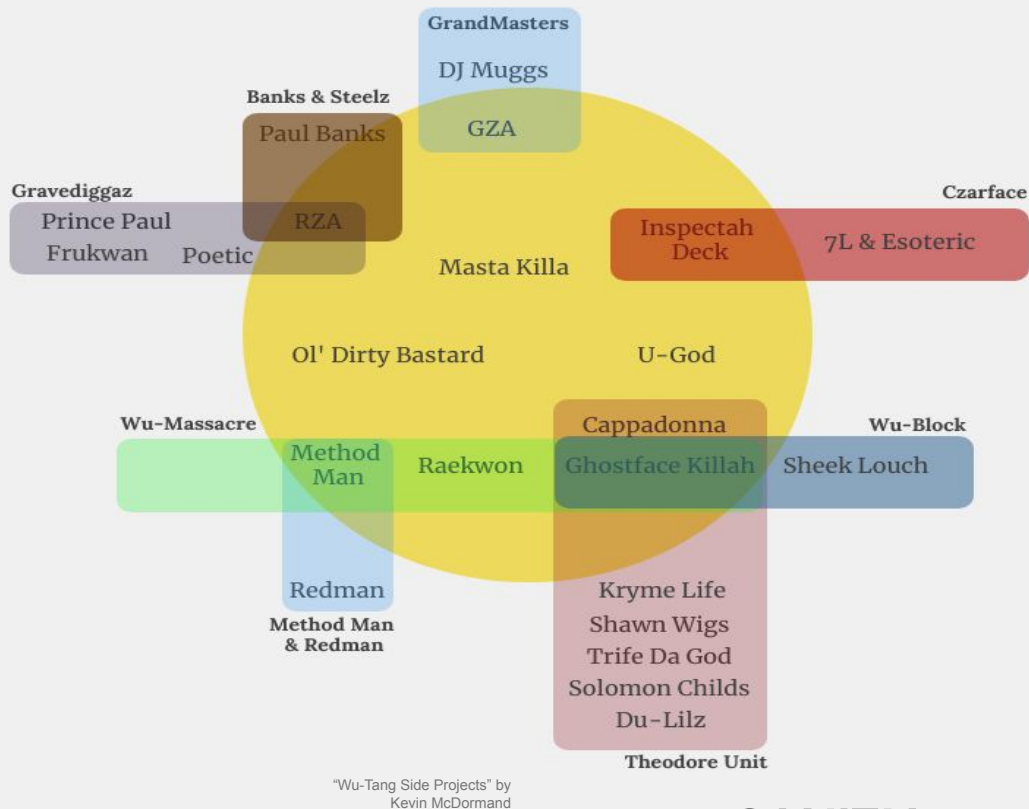 GrandMasters
DJ Muggs
GZA
Banks & Steelz
Paul Banks
Gravediggaz
Prince Paul
RZA
Frukwan
Poetic
Czarface
Inspectah
Deck
7L & Esoteric
Masta Killa
Ol' Dirty Bastard
U-God
Wu-Massacre
Method
Man
Raekwon
Cappadonna
Ghostface Killah
Wu-Block
Sheek Louch
Redman
Method Man
& Redman
Kryme Life
Shawn Wigs
Trife Da God
Solomon Childs
Du-Lilz
Theodore Unit
"Wu-Tang Side Projects" by
Kevin McDormand